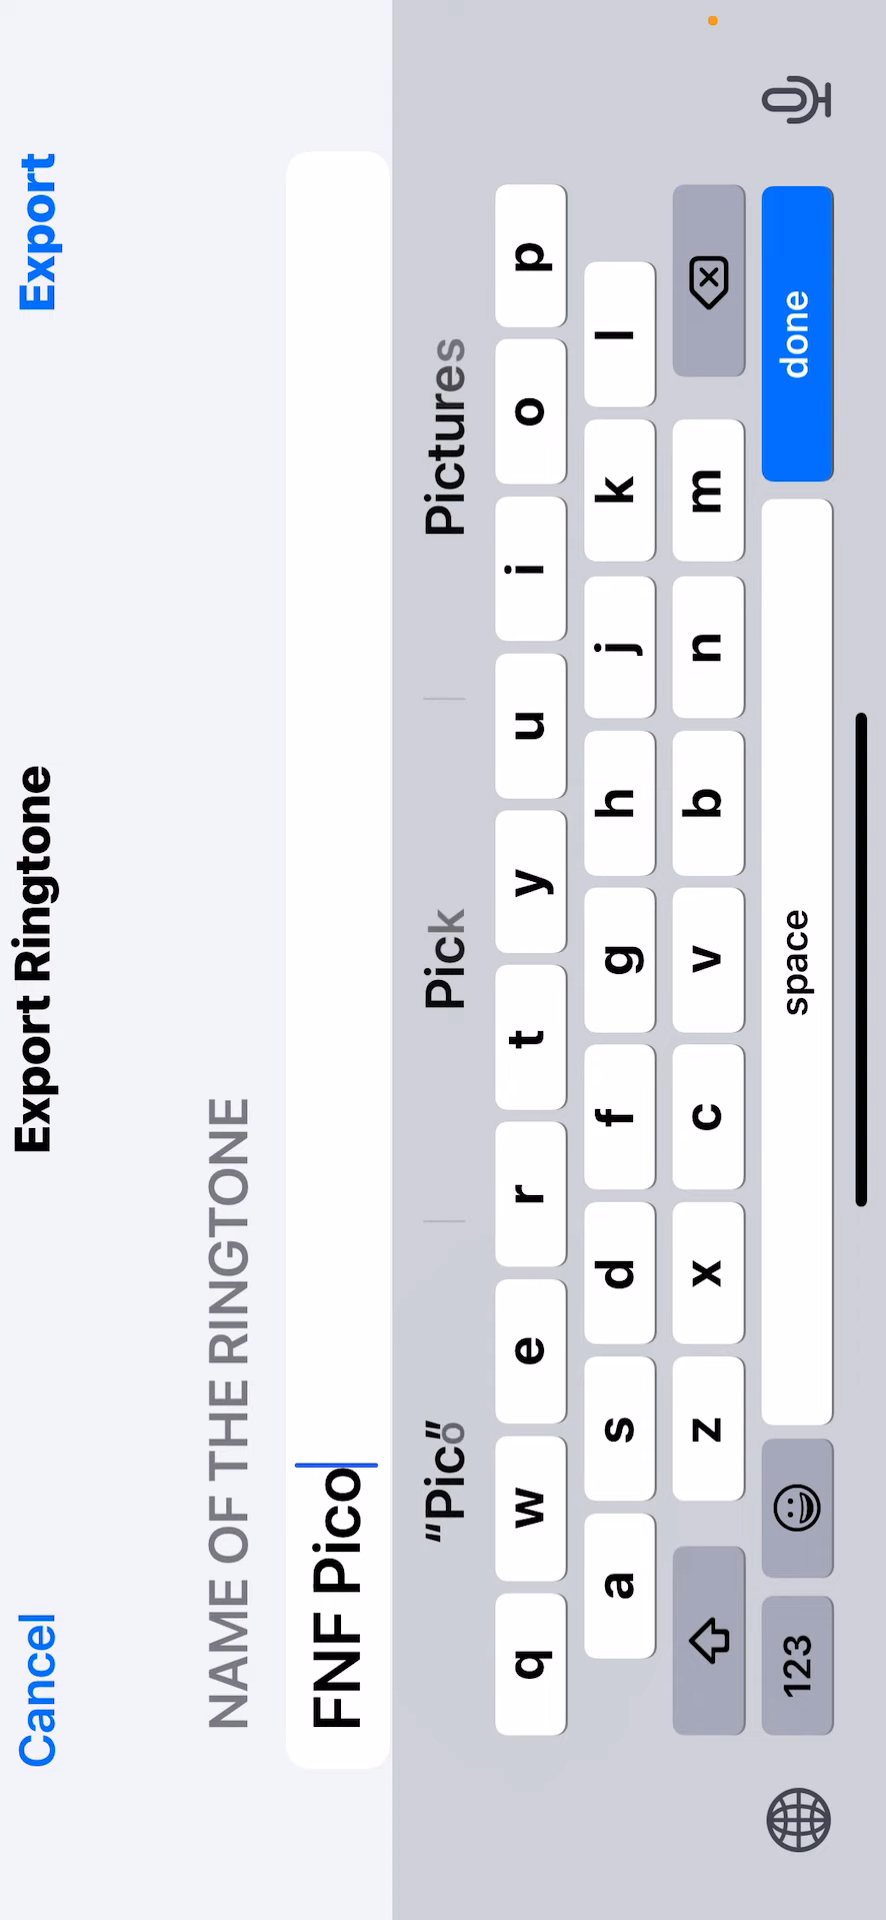 Cancel Export Ringtone Export
NAME OF THE RINGTONE
FNF Pico
“Pico” Pick Pictures
q w e r t y u i o p
a s d f g h j k l
z x c v b n m
123 space done